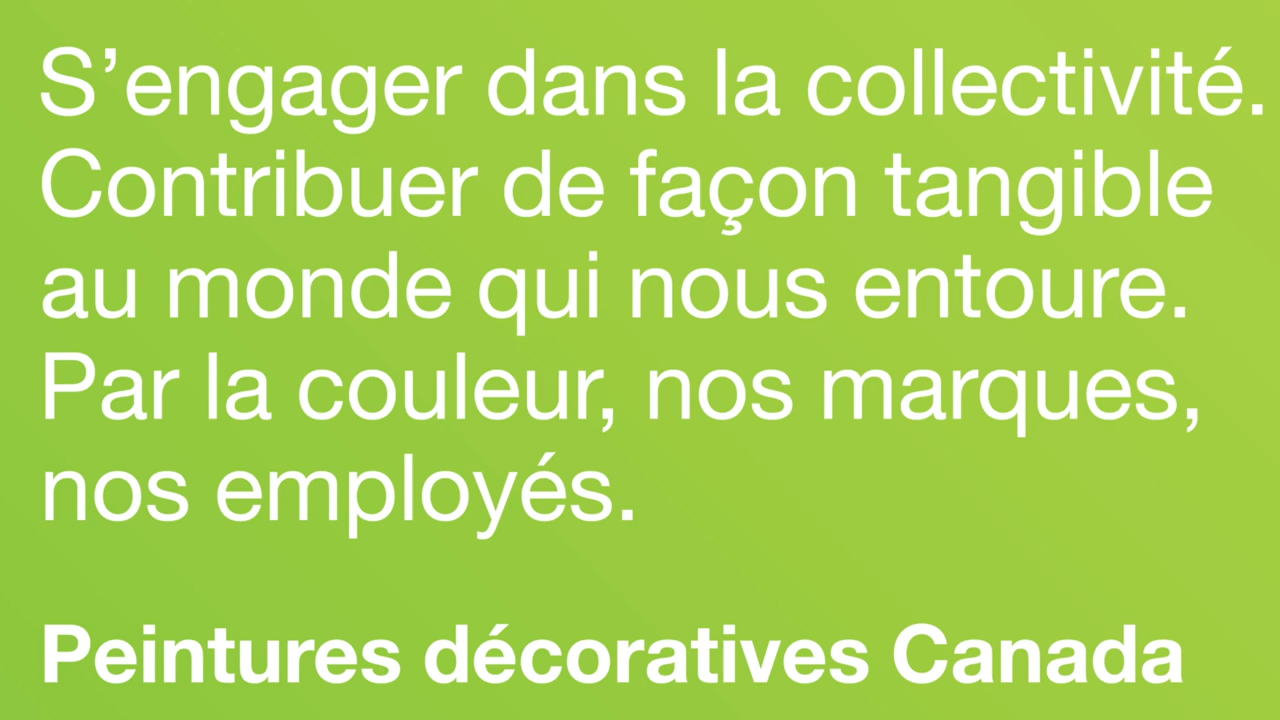 S’engager dans la collectivité.
Contribuer de façon tangible
au monde qui nous entoure.
Par la couleur, nos marques,
nos employés.
Peintures décoratives Canada